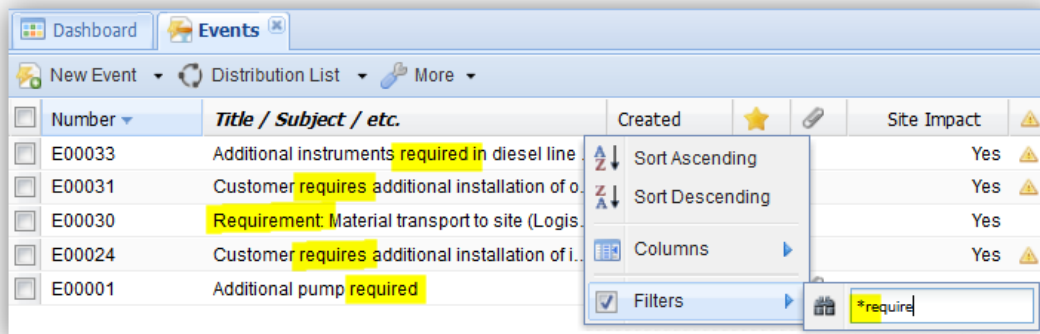 Dashboard Events
New Event Distribution List More
Number Title / Subject / etc. Created Site Impact
E00033 Additional instruments required in diesel line . Yes
E00031 Customer requires additional installation of o. Yes
E00030 Requirement: Material transport to site (Logis. Yes
E00024 Customer requires additional installation of i.. Yes
E00001 Additional pump required
Sort Ascending
Sort Descending
Columns
Filters
*require